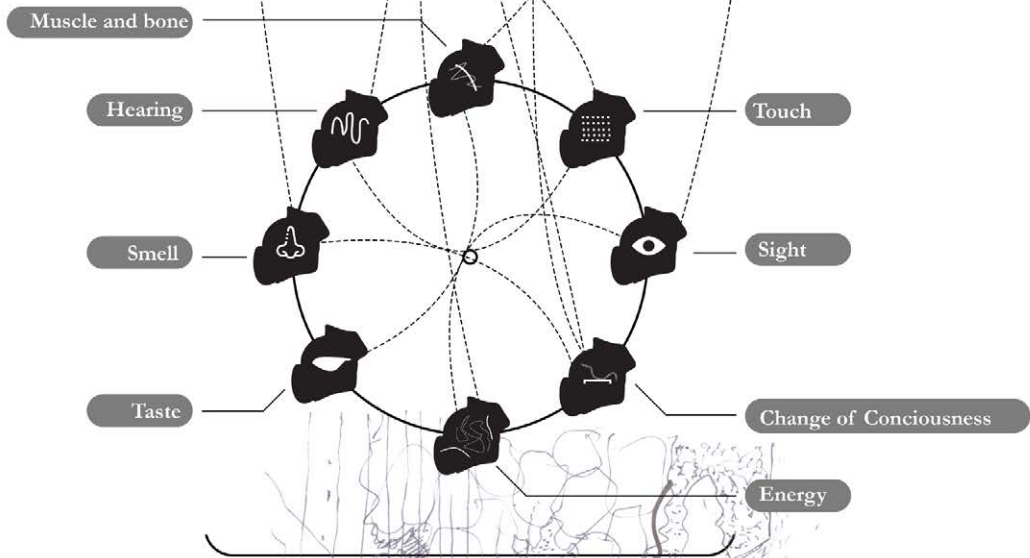 Muscle and bone
Hearing
Touch
Smell
Sight
Taste
Change of Conciousness
Energy